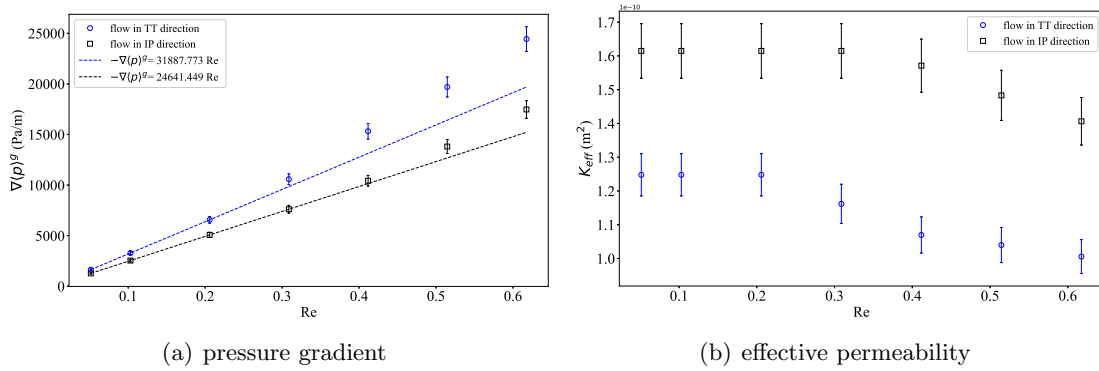 flow in TT direction
flow in IP direction
−∇⟨p⟩ᵍ= 31887.773 Re
−∇⟨p⟩ᵍ= 24641.449 Re
25000
20000
15000
10000
5000
0
∇⟨p⟩ᵍ (Pa/m)
0.1 0.2 0.3 0.4 0.5 0.6
Re
(a) pressure gradient
1e−10
flow in TT direction
flow in IP direction
1.7
1.6
1.5
1.4
1.3
1.2
1.1
1.0
K_eff (m²)
0.1 0.2 0.3 0.4 0.5 0.6
Re
(b) effective permeability